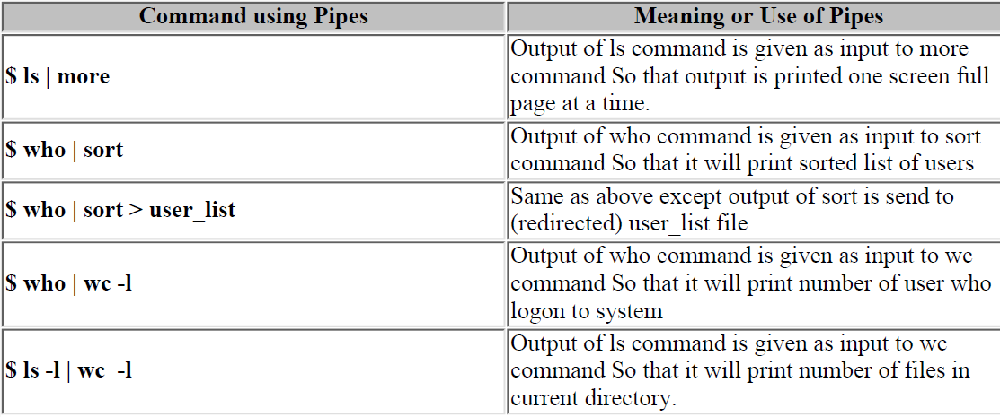 Command using Pipes
Meaning or Use of Pipes
$ ls | more
Output of ls command is given as input to more
command So that output is printed one screen full
page at a time.
$ who | sort
Output of who command is given as input to sort
command So that it will print sorted list of users
$ who | sort > user_list
Same as above except output of sort is send to
(redirected) user_list file
$ who | wc -l
Output of who command is given as input to wc
command So that it will print number of user who
logon to system
$ ls -l | wc  -l
Output of ls command is given as input to wc
command So that it will print number of files in
current directory.